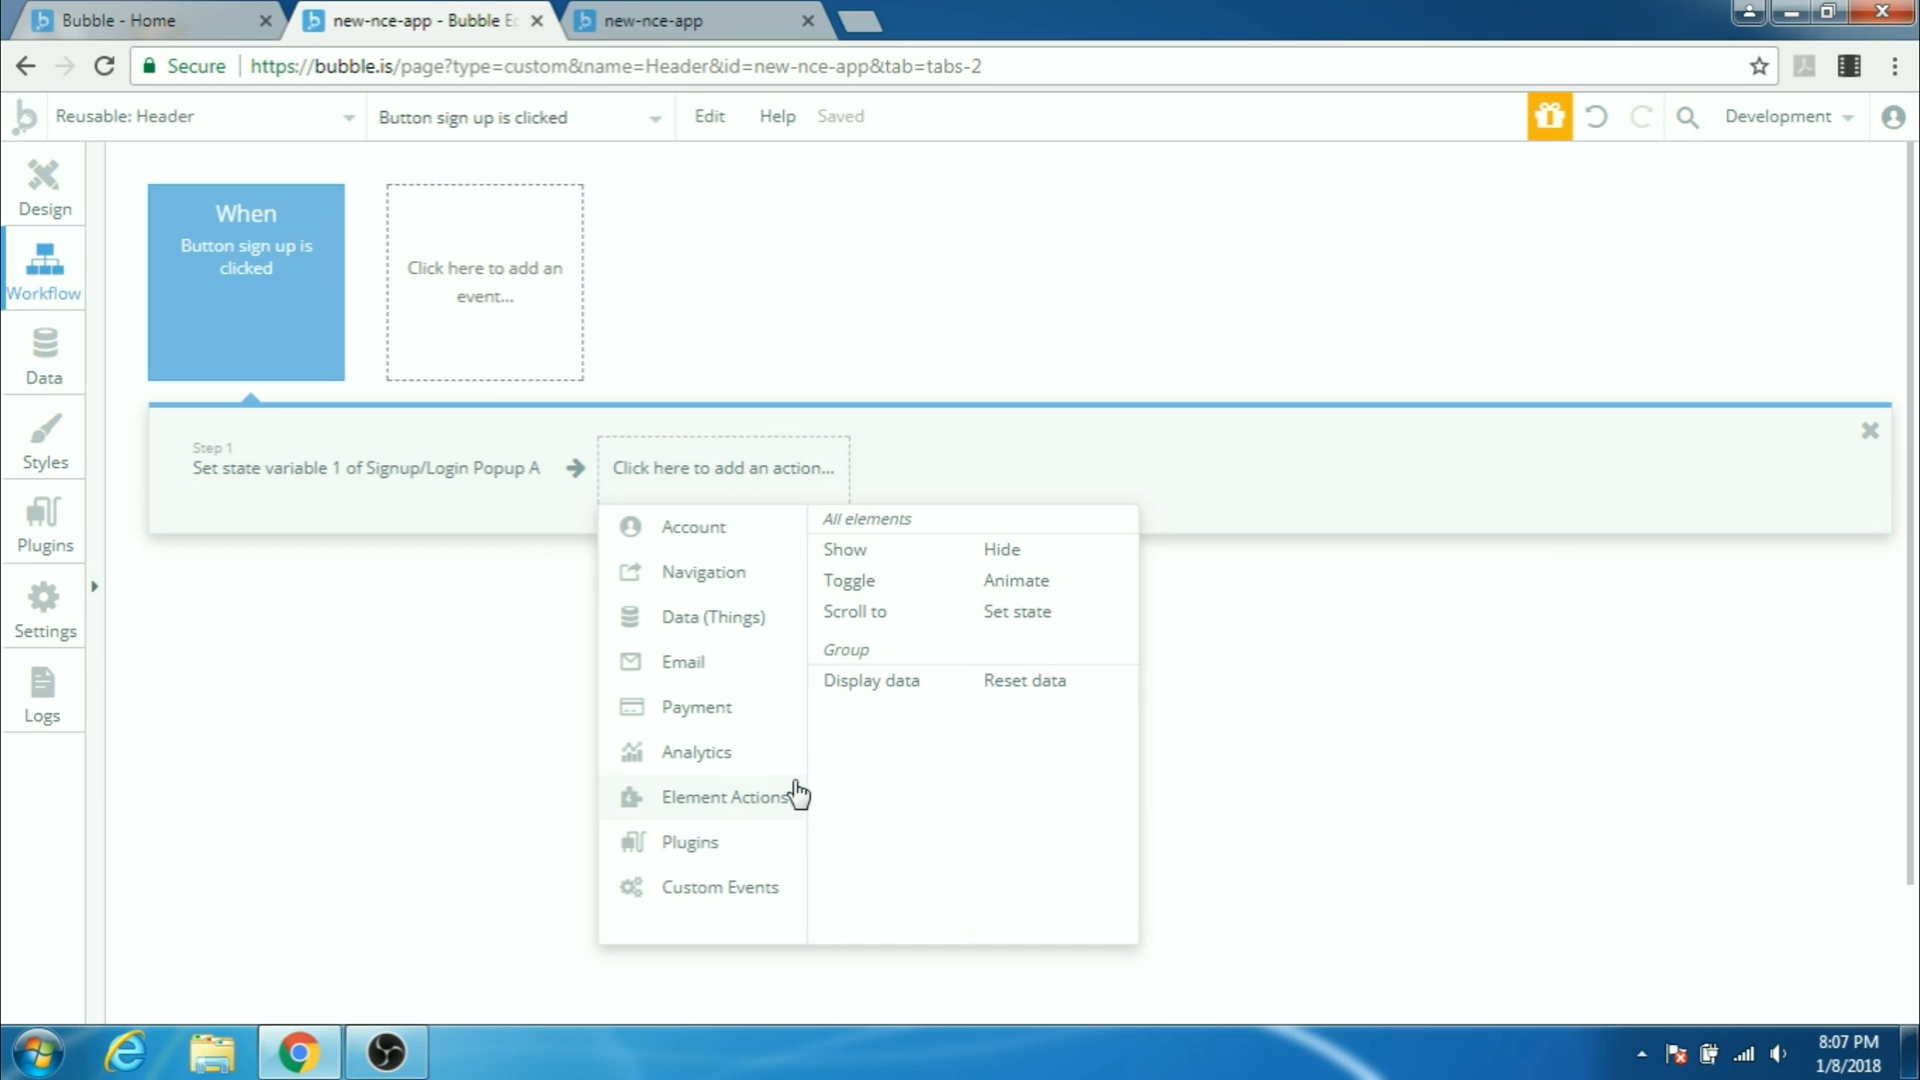 Bubble - Home
new-nce-app - Bubble Ec
new-nce-app
Secure
https://bubble.is/page?type=custom&name=Header&id=new-nce-app&tab=tabs-2
Reusable: Header
Button sign up is clicked
Edit
Help
Saved
Development
Design
Workflow
Data
Styles
Plugins
Settings
Logs
When
Button sign up is
clicked
Click here to add an
event...
Step 1
Set state variable 1 of Signup/Login Popup A
Click here to add an action...
Account
Navigation
Data (Things)
Email
Payment
Analytics
Element Actions
Plugins
Custom Events
All elements
Show
Hide
Toggle
Animate
Scroll to
Set state
Group
Display data
Reset data
8:07 PM
1/8/2018